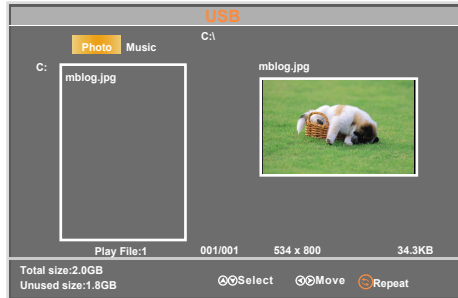 USB
Photo Music
C:\
C:
mblog.jpg
mblog.jpg
Play File:1
001/001
534 x 800
34.3KB
Total size:2.0GB
Unused size:1.8GB
Select
Move
Repeat